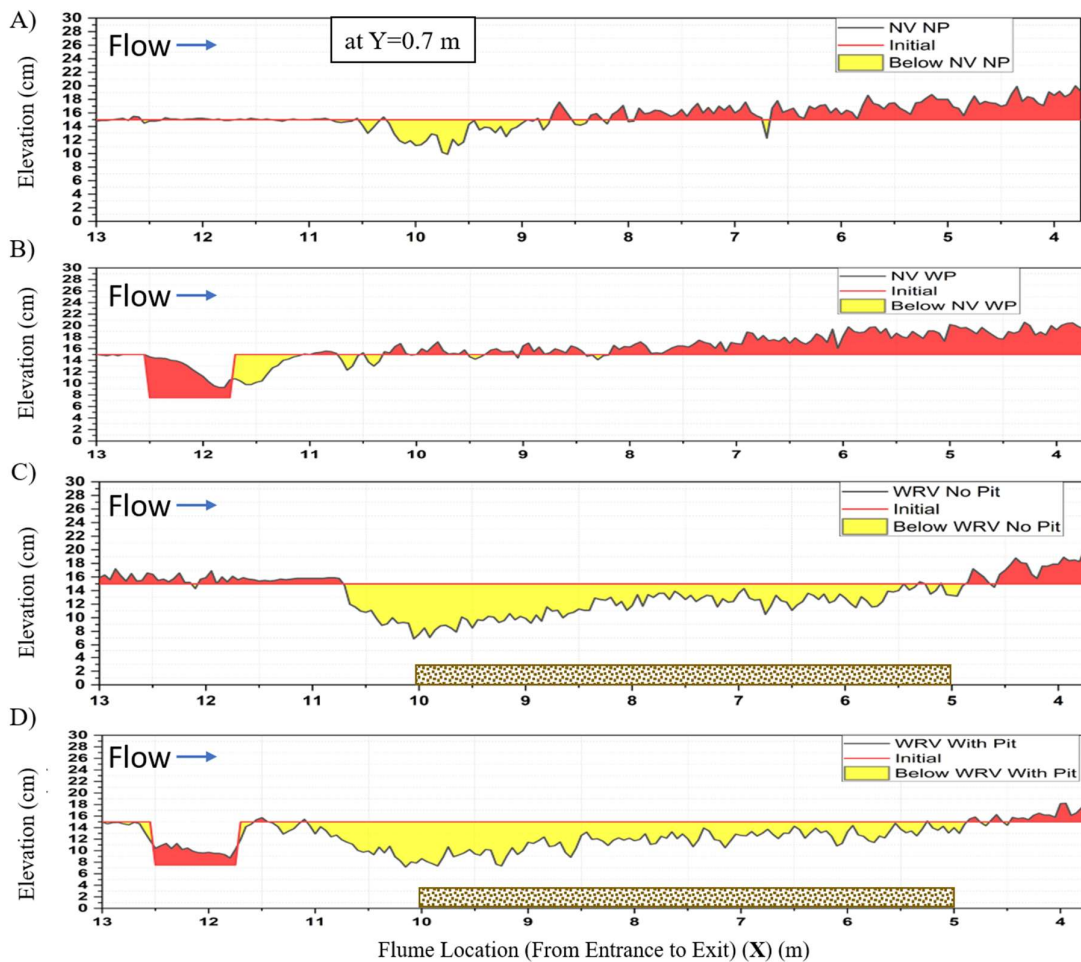 A)
at Y=0.7 m
Flow
NV NP
Initial
Below NV NP
Elevation (cm)
30
28
26
24
22
20
18
16
14
12
10
8
6
4
2
0
13 12 11 10 9 8 7 6 5 4
B)
Flow
NV WP
Initial
Below NV WP
Elevation (cm)
30
28
26
24
22
20
18
16
14
12
10
8
6
4
2
0
13 12 11 10 9 8 7 6 5 4
C)
Flow
WRV No Pit
Initial
Below WRV No Pit
Elevation (cm)
30
28
26
24
22
20
18
16
14
12
10
8
6
4
2
0
13 12 11 10 9 8 7 6 5 4
D)
Flow
WRV With Pit
Initial
Below WRV With Pit
Elevation (cm)
30
28
26
24
22
20
18
16
14
12
10
8
6
4
2
0
13 12 11 10 9 8 7 6 5 4
Flume Location (From Entrance to Exit) (X) (m)